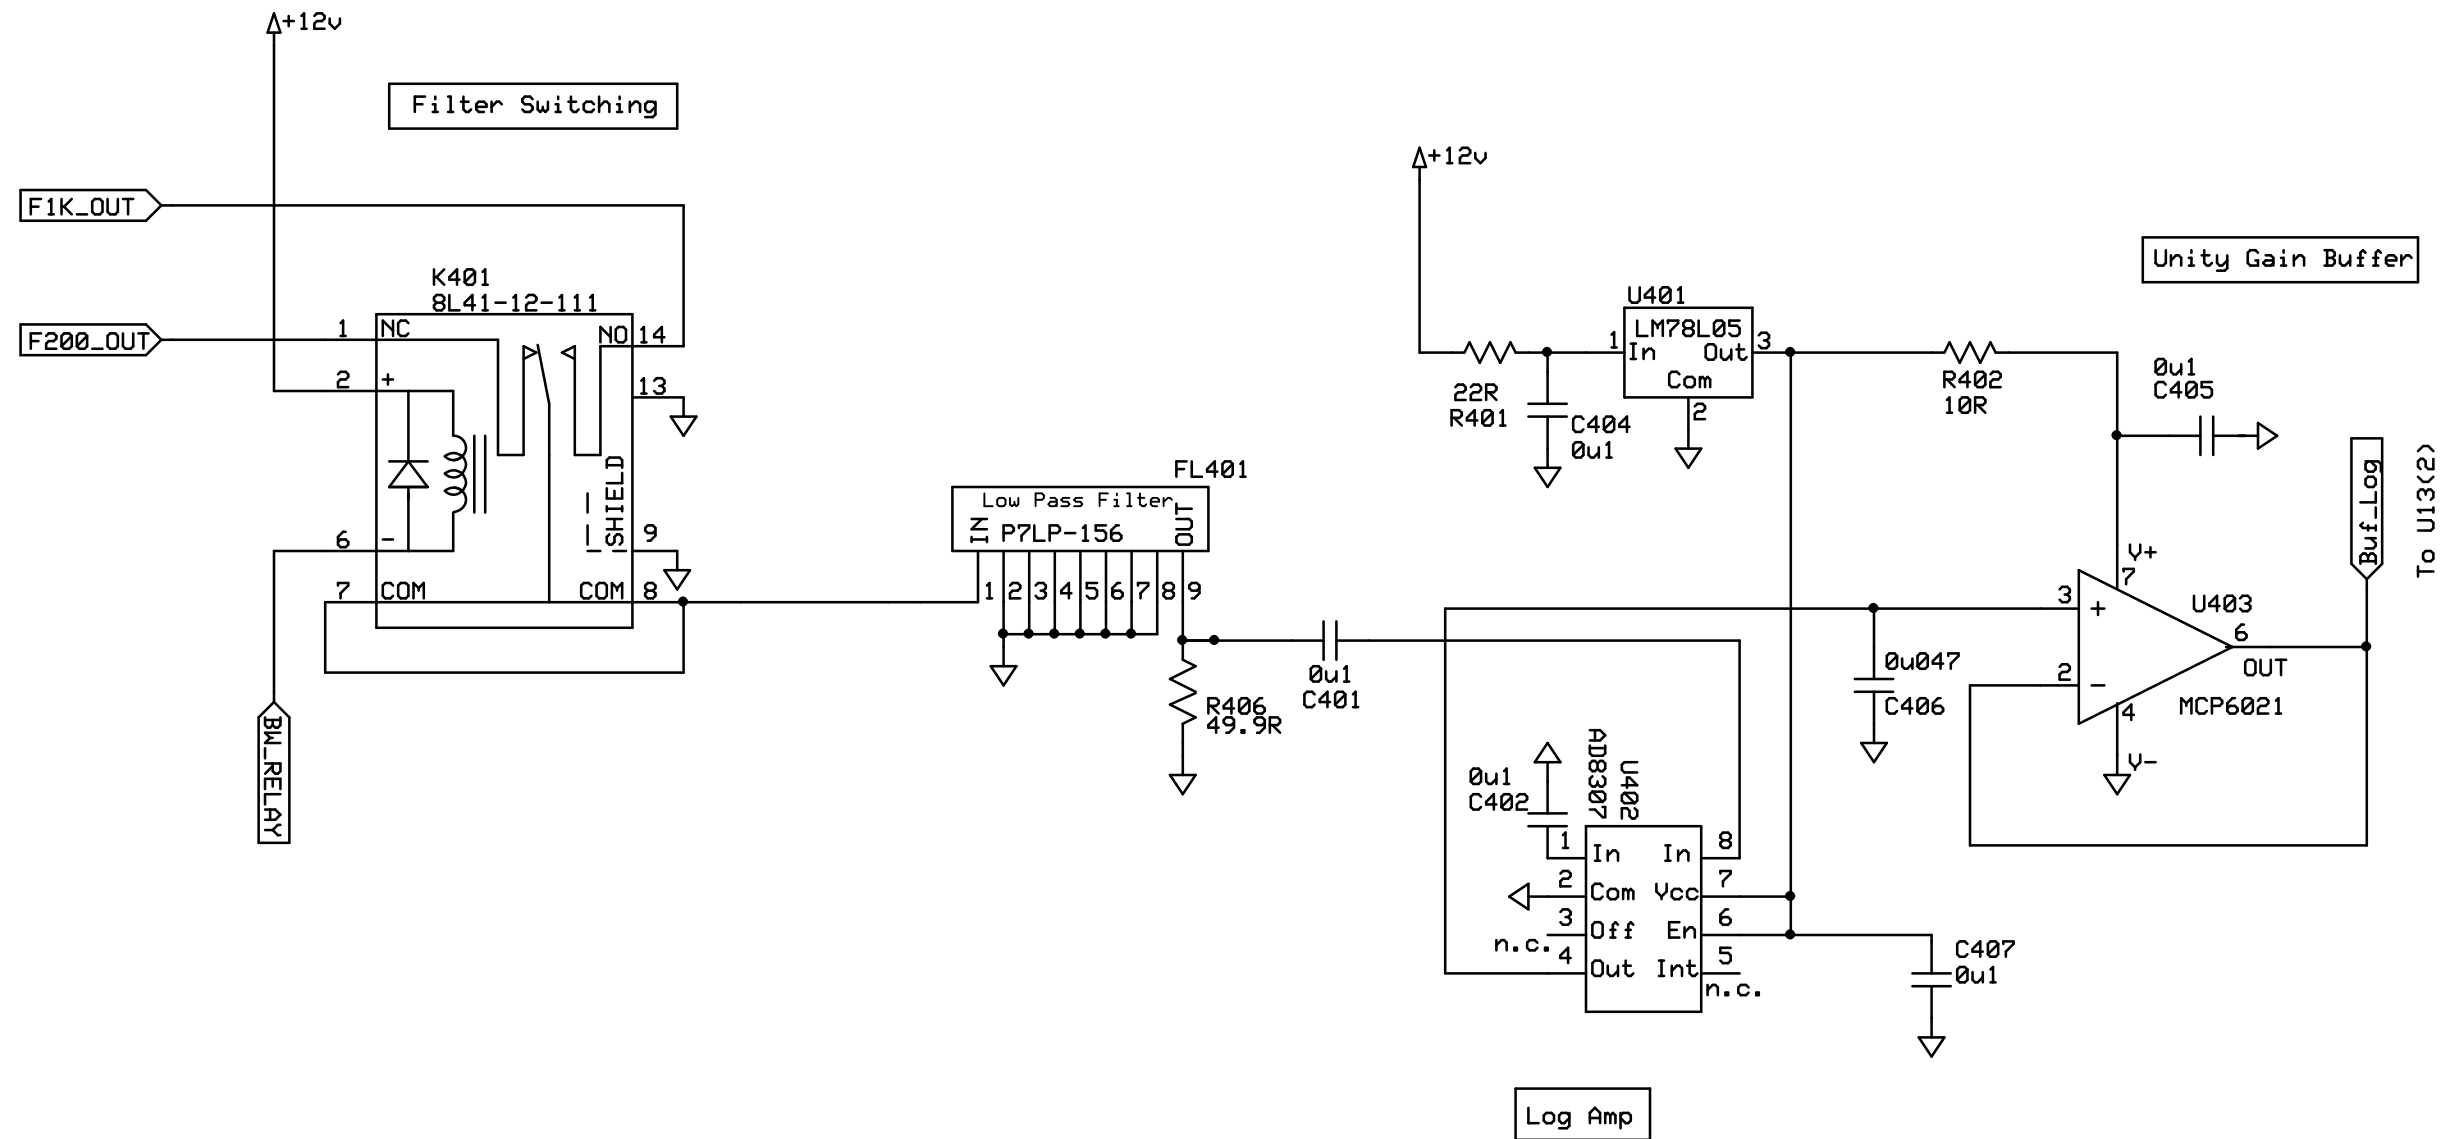 +12v
Filter Switching
F1K_OUT
K401
8L41-12-111
F200_OUT
1
NC
NO
14
2
+
13
SHIELD
6
-
9
7
COM
COM
8
BW_RELAY
FL401
Low Pass Filter
IN
P7LP-156
OUT
1
2
3
4
5
6
7
8
9
R406
49.9R
0u1
C401
+12v
22R
R401
C404
0u1
U401
LM78L05
1
In
Out
3
Com
2
R402
10R
0u1
C405
Unity Gain Buffer
Buf_Log
To U13(2)
V+
7
3
+
U403
6
OUT
2
-
MCP6021
4
V-
0u047
C406
0u1
C402
AD8307
U402
1
In
In
8
2
Com
Vcc
7
3
Off
En
6
n.c.
4
Out
Int
5
n.c.
C407
0u1
Log Amp